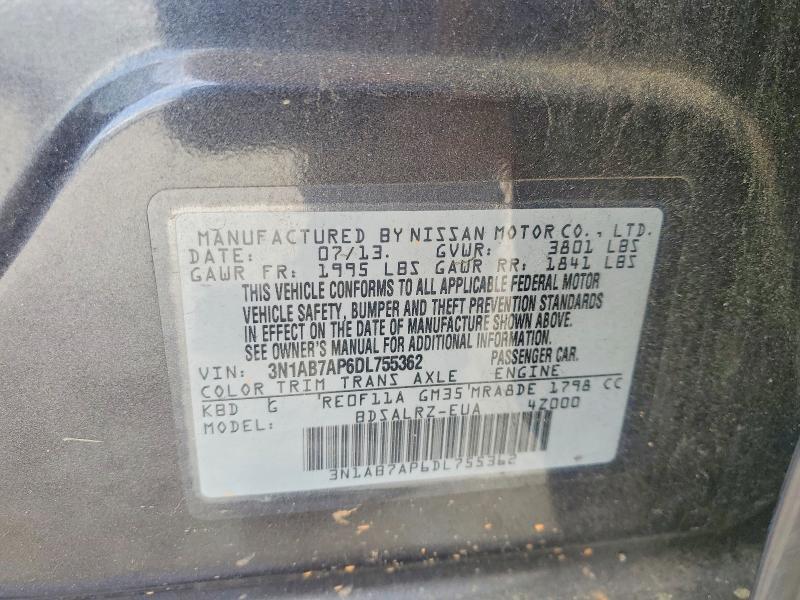 MANUFACTURED BY NISSAN MOTOR CO., LTD.
DATE: 07/13. GVWR: 3801 LBS
GAWR FR: 1995 LBS GAWR RR: 1841 LBS
THIS VEHICLE CONFORMS TO ALL APPLICABLE FEDERAL MOTOR
VEHICLE SAFETY, BUMPER AND THEFT PREVENTION STANDARDS
IN EFFECT ON THE DATE OF MANUFACTURE SHOWN ABOVE.
SEE OWNER'S MANUAL FOR ADDITIONAL INFORMATION.
VIN: 3N1AB7AP6DL755362 PASSENGER CAR.
COLOR TRIM TRANS AXLE ENGINE
KBD G RE0F11A GM35 MRA8DE 1798 CC
MODEL: BDSALRZ-EUA 4Z000
3N1AB7AP6DL755362